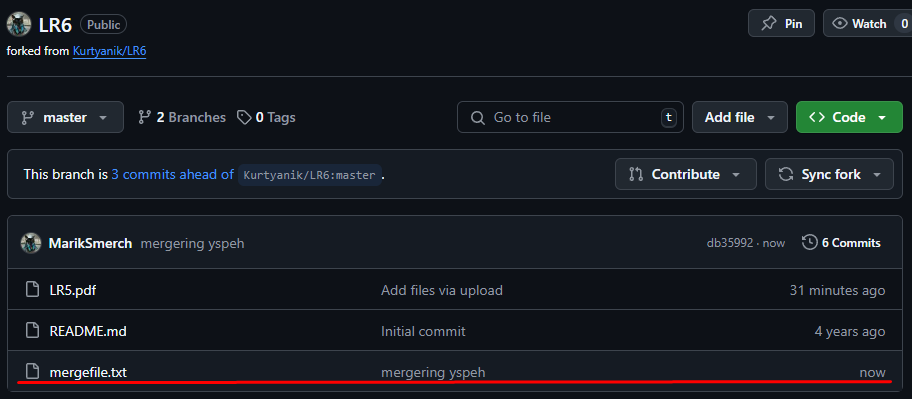 LR6 Public Pin Watch 0
forked from Kurtyanik/LR6
master 2 Branches 0 Tags Go to file t Add file Code
This branch is 3 commits ahead of Kurtyanik/LR6:master. Contribute Sync fork
MarikSmerch mergering yspeh db35992 · now 6 Commits
LR5.pdf Add files via upload 31 minutes ago
README.md Initial commit 4 years ago
mergefile.txt mergering yspeh now